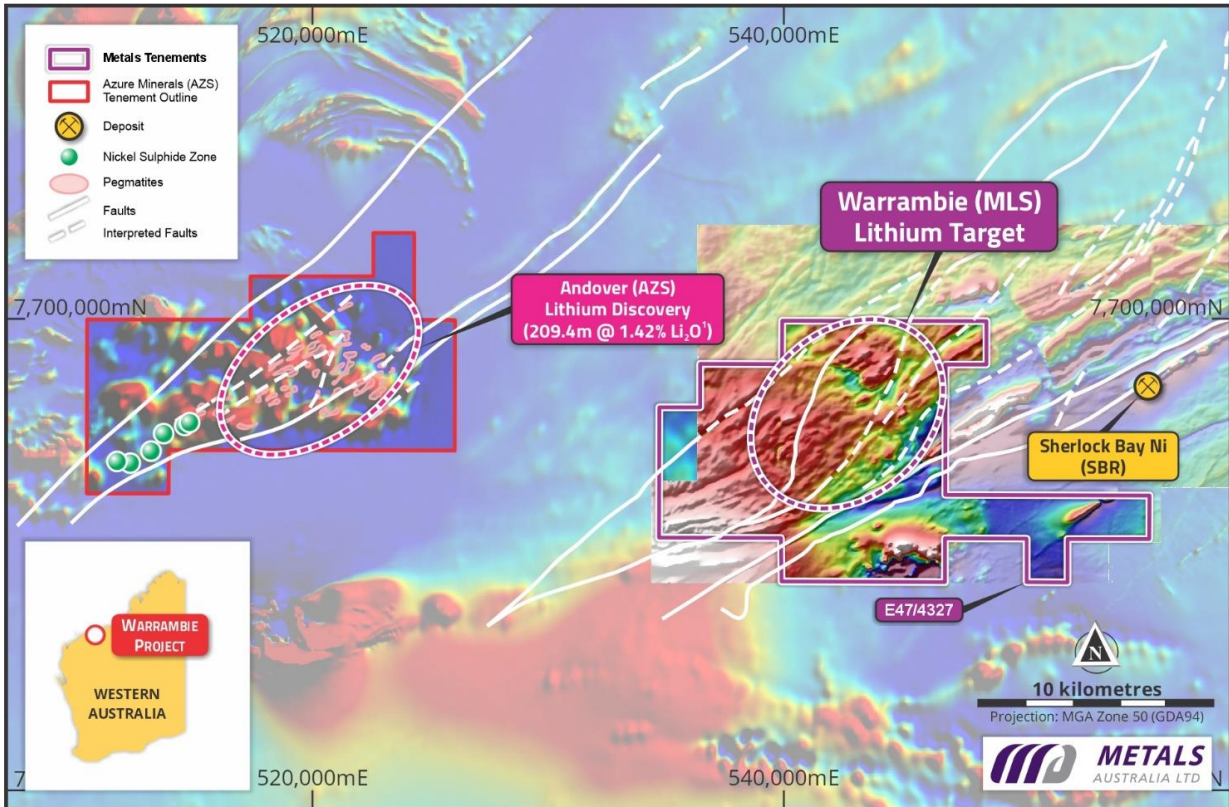 520,000mE
540,000mE
Metals Tenements
Azure Minerals (AZS)
Tenement Outline
Deposit
Nickel Sulphide Zone
Pegmatites
Faults
Interpreted Faults
Warrambie (MLS)
Lithium Target
7,700,000mN
Andover (AZS)
Lithium Discovery
(209.4m @ 1.42% Li₂O¹)
7,700,000mN
Sherlock Bay Ni
(SBR)
E47/4327
WARRAMBIE
PROJECT
WESTERN
AUSTRALIA
N
10 kilometres
Projection: MGA Zone 50 (GDA94)
METALS
AUSTRALIA LTD
520,000mE
540,000mE